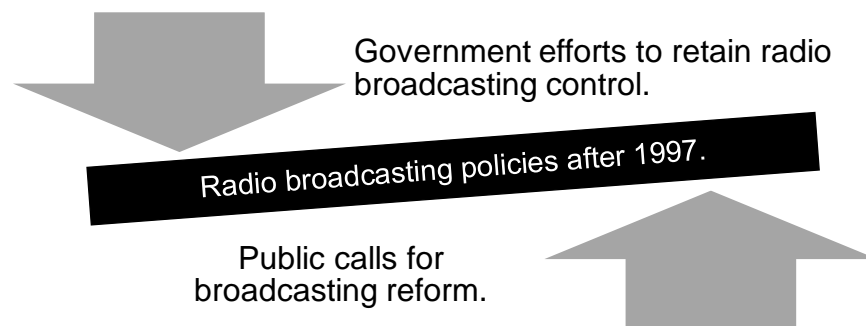 Government efforts to retain radio
broadcasting control.
Radio broadcasting policies after 1997.
Public calls for
broadcasting reform.